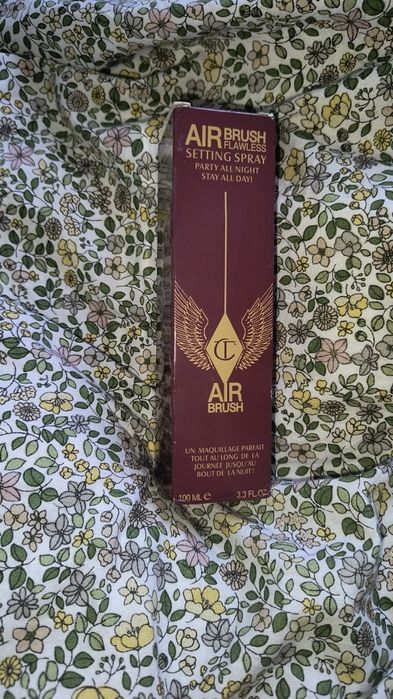 AIR BRUSH
FLAWLESS
SETTING SPRAY
PARTY ALL NIGHT
STAY ALL DAY!
CT
AIR
BRUSH
UN MAQUILLAGE PARFAIT
TOUT AU LONG DE LA
JOURNEE JUSQU'AU
BOUT DE LA NUIT!
100 ML e 3.3 FL.OZ